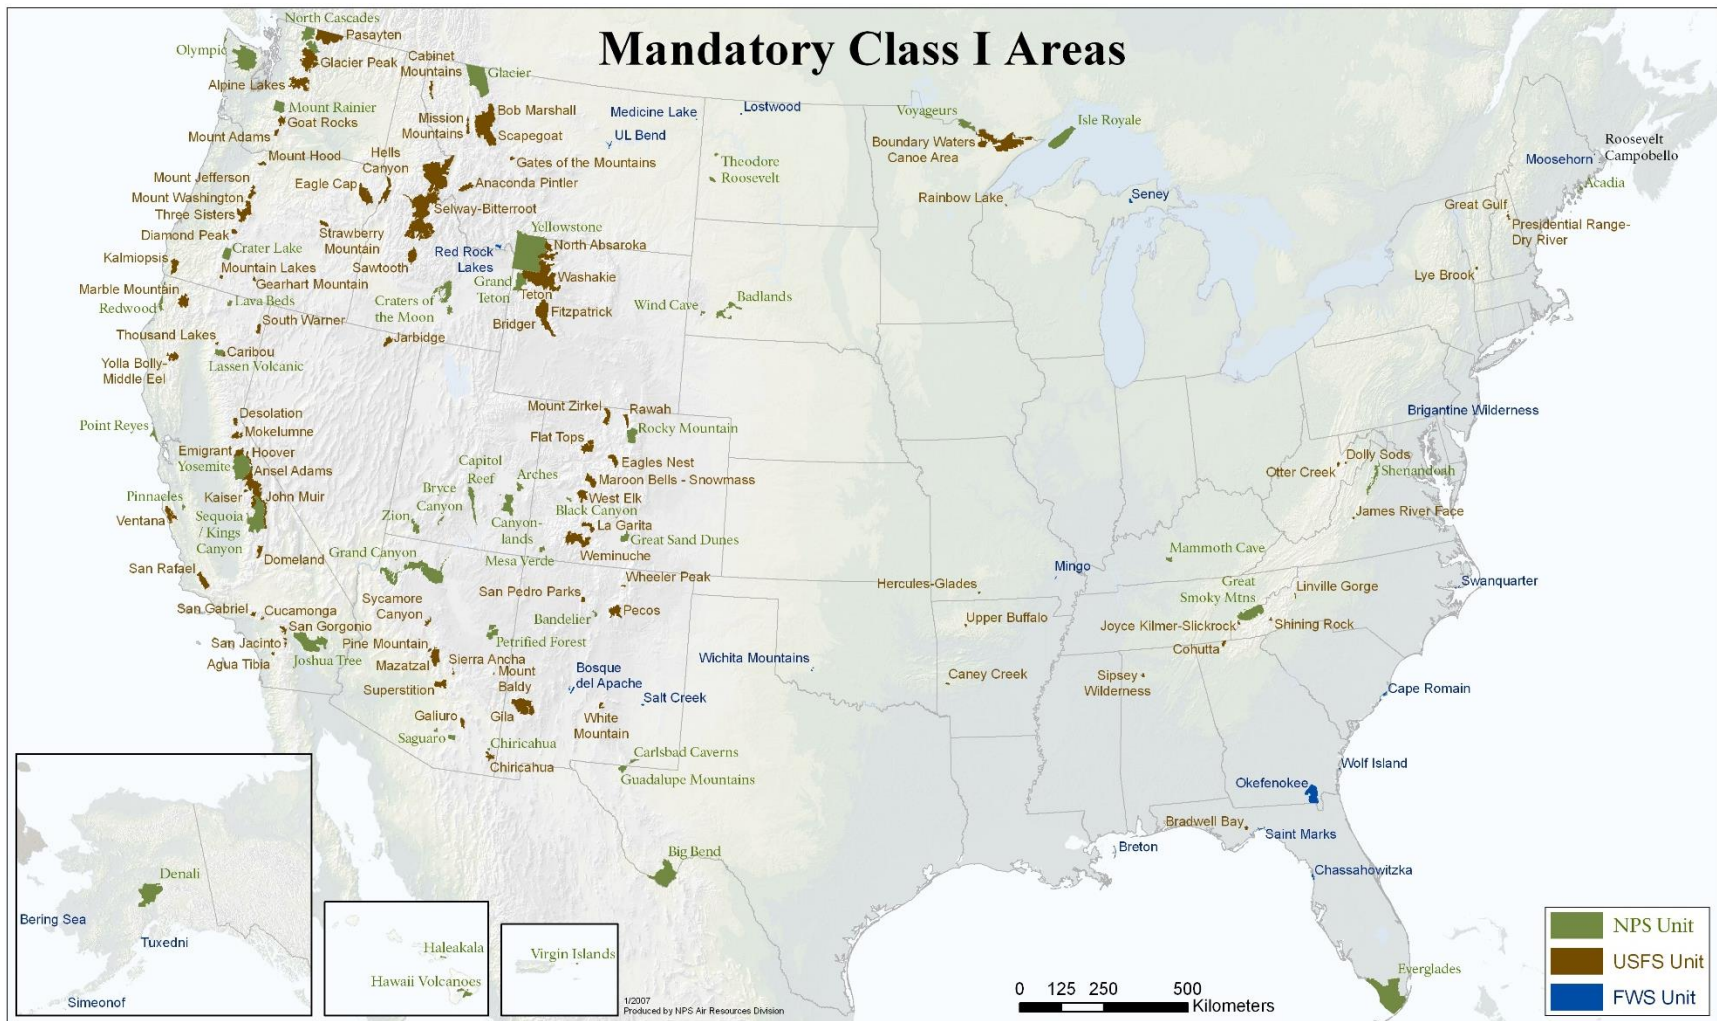 Mandatory Class I Areas
North Cascades
Pasayten
Olympic
Glacier Peak
Alpine Lakes
Cabinet
Mountains
Glacier
Mount Rainier
Goat Rocks
Mount Adams
Mission
Mountains
Bob Marshall
Scapegoat
Medicine Lake
UL Bend
Lostwood
Voyageurs
Isle Royale
Boundary Waters
Canoe Area
Roosevelt
Campobello
Moosehorn
Acadia
Mount Hood
Hells
Canyon
Gates of the Mountains
Theodore
Roosevelt
Mount Jefferson
Eagle Cap
Anaconda Pintler
Mount Washington
Three Sisters
Selway-Bitterroot
Rainbow Lake
Seney
Great Gulf
Presidential Range-
Dry River
Diamond Peak
Strawberry
Mountain
Yellowstone
North Absaroka
Crater Lake
Red Rock
Lakes
Kalmiopsis
Mountain Lakes
Sawtooth
Washakie
Lye Brook
Gearhart Mountain
Grand
Teton
Teton
Marble Mountain
Redwood
Lava Beds
Craters of
the Moon
Fitzpatrick
Bridger
Wind Cave
Badlands
South Warner
Thousand Lakes
Jarbidge
Caribou
Yolla Bolly-
Middle Eel
Lassen Volcanic
Mount Zirkel
Rawah
Rocky Mountain
Brigantine Wilderness
Desolation
Point Reyes
Mokelumne
Flat Tops
Emigrant
Hoover
Yosemite
Ansel Adams
Eagles Nest
Capitol
Reef
Arches
Maroon Bells - Snowmass
Dolly Sods
Otter Creek
Shenandoah
Pinnacles
Kaiser
John Muir
Bryce
Canyon
West Elk
Black Canyon
Ventana
Sequoia
/ Kings
Canyon
Zion
Canyon-
lands
La Garita
Great Sand Dunes
James River Face
Weminuche
Domeland
Grand Canyon
Mesa Verde
Mammoth Cave
San Rafael
Wheeler Peak
Mingo
Hercules-Glades
Great
Smoky Mtns
Linville Gorge
Swanquarter
San Pedro Parks
Sycamore
Canyon
San Gabriel
Cucamonga
Bandelier
Pecos
Upper Buffalo
Joyce Kilmer-Slickrock
Shining Rock
San Gorgonio
San Jacinto
Pine Mountain
Petrified Forest
Cohutta
Agua Tibia
Joshua Tree
Mazatzal
Sierra Ancha
Mount
Baldy
Bosque
del Apache
Wichita Mountains
Caney Creek
Sipsey
Wilderness
Superstition
Salt Creek
Cape Romain
Galiuro
Gila
White
Mountain
Saguaro
Chiricahua
Chiricahua
Carlsbad Caverns
Guadalupe Mountains
Wolf Island
Okefenokee
Bradwell Bay
Saint Marks
Breton
Big Bend
Chassahowitzka
Denali
Bering Sea
Tuxedni
Simeonof
Haleakala
Hawaii Volcanoes
Virgin Islands
Everglades
1/2007
Produced by NPS Air Resources Division
0 125 250 500
Kilometers
NPS Unit
USFS Unit
FWS Unit